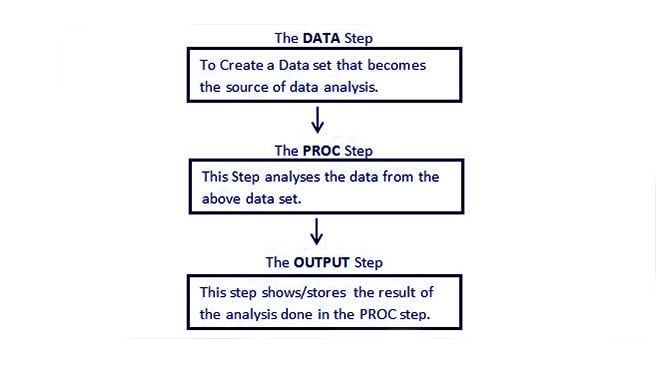 The DATA Step
To Create a Data set that becomes
the source of data analysis.
The PROC Step
This Step analyses the data from the
above data set.
The OUTPUT Step
This step shows/stores the result of
the analysis done in the PROC step.